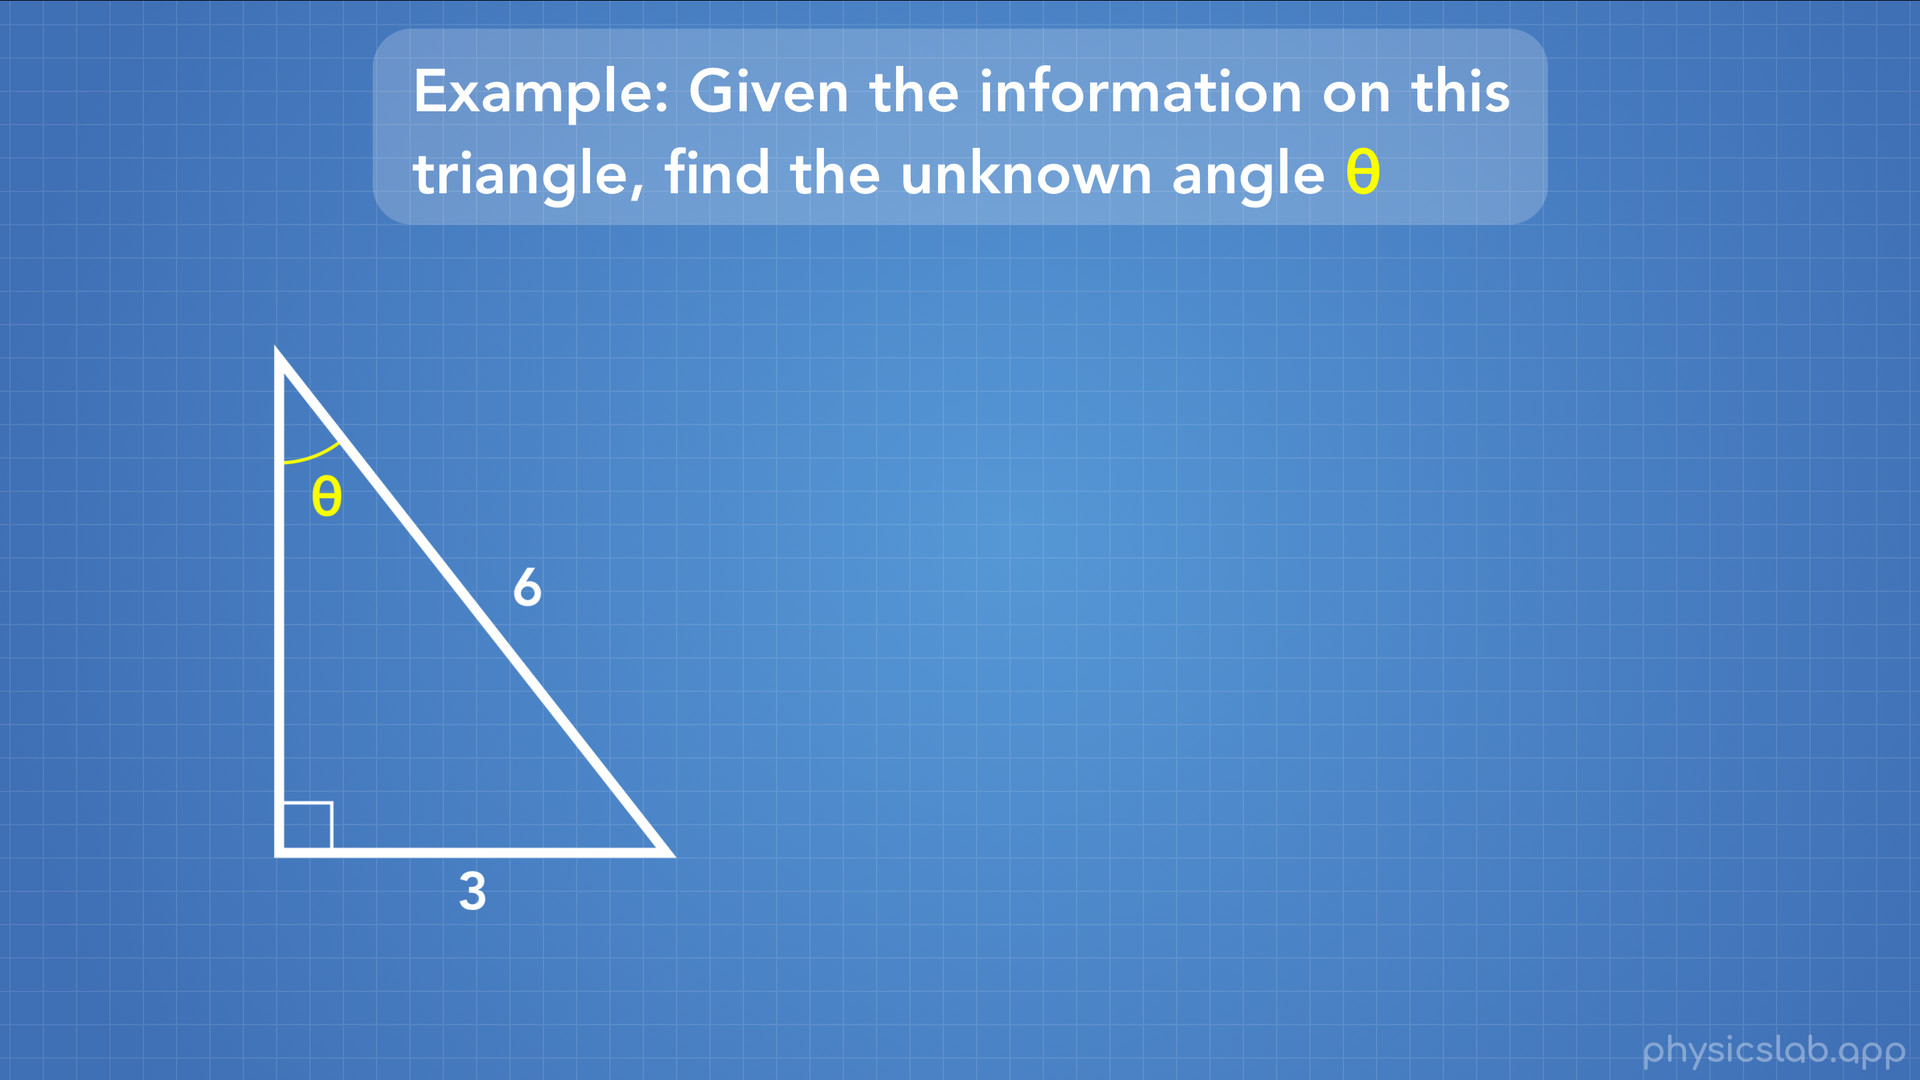 Example: Given the information on this
triangle, find the unknown angle θ
θ
6
3
physicslab.app